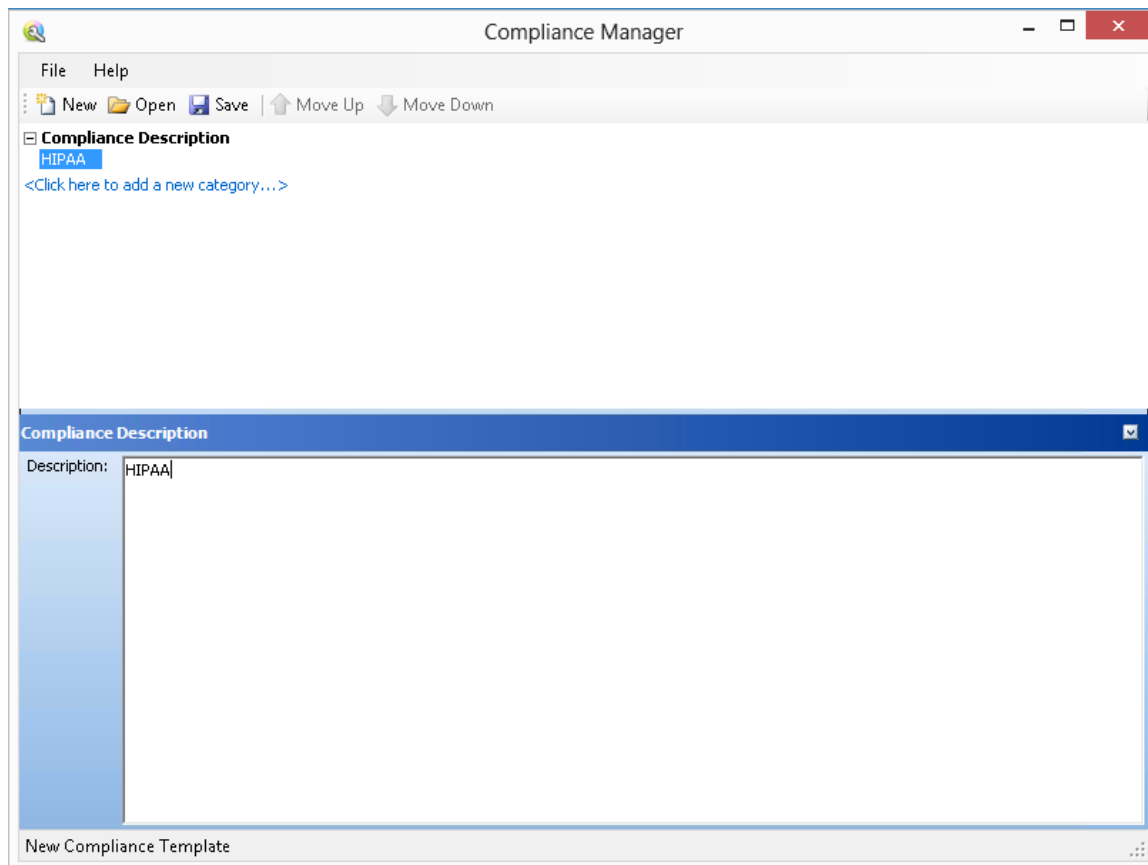 Compliance Manager
File Help
New Open Save Move Up Move Down
Compliance Description
HIPAA
<Click here to add a new category...>
Compliance Description
Description: HIPAA
New Compliance Template